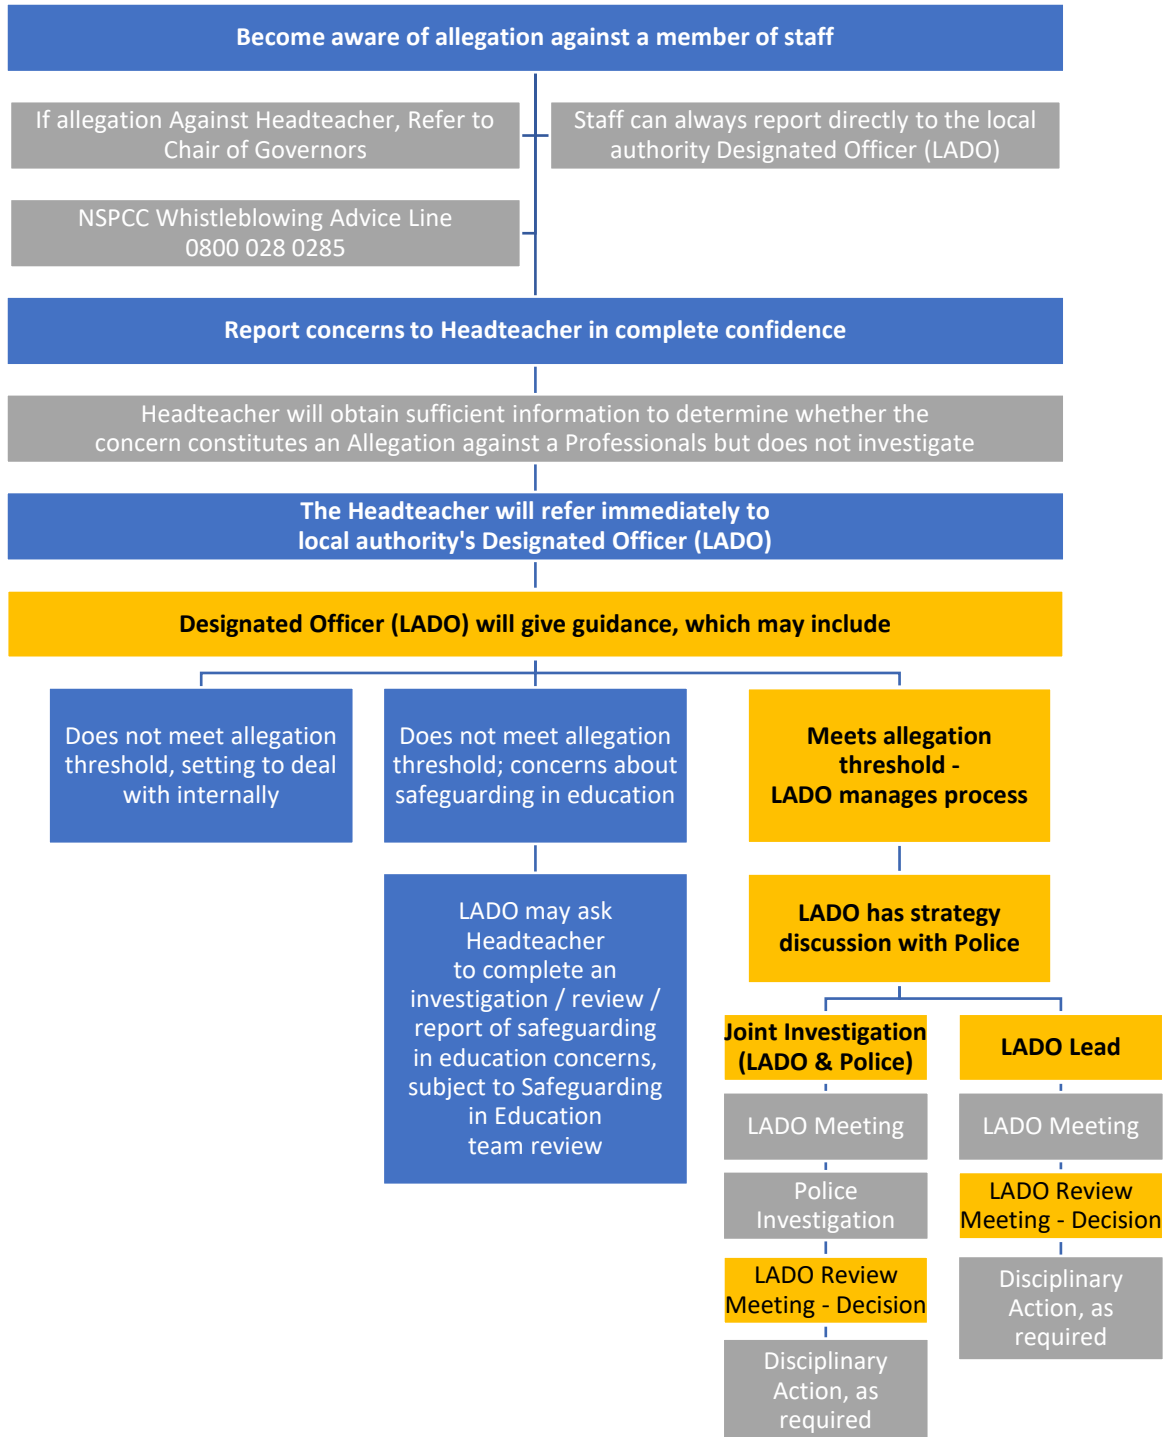 Become aware of allegation against a member of staff
If allegation Against Headteacher, Refer to
Chair of Governors
Staff can always report directly to the local
authority Designated Officer (LADO)
NSPCC Whistleblowing Advice Line
0800 028 0285
Report concerns to Headteacher in complete confidence
Headteacher will obtain sufficient information to determine whether the
concern constitutes an Allegation against a Professionals but does not investigate
The Headteacher will refer immediately to
local authority's Designated Officer (LADO)
Designated Officer (LADO) will give guidance, which may include
Does not meet allegation
threshold, setting to deal
with internally
Does not meet allegation
threshold; concerns about
safeguarding in education
LADO may ask
Headteacher
to complete an
investigation / review /
report of safeguarding
in education concerns,
subject to Safeguarding
in Education
team review
Meets allegation
threshold -
LADO manages process
LADO has strategy
discussion with Police
Joint Investigation
(LADO & Police)
LADO Meeting
Police
Investigation
LADO Review
Meeting - Decision
Disciplinary
Action, as
required
LADO Lead
LADO Meeting
LADO Review
Meeting - Decision
Disciplinary
Action, as
required